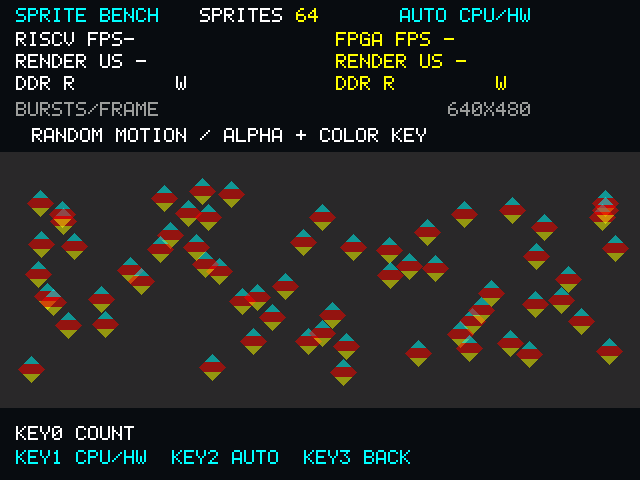 SPRITE BENCH SPRITES 64 AUTO CPU/HW
RISCV FPS- FPGA FPS -
RENDER US - RENDER US -
DDR R W DDR R W
BURSTS/FRAME 640X480
RANDOM MOTION / ALPHA + COLOR KEY
KEY0 COUNT
KEY1 CPU/HW KEY2 AUTO KEY3 BACK